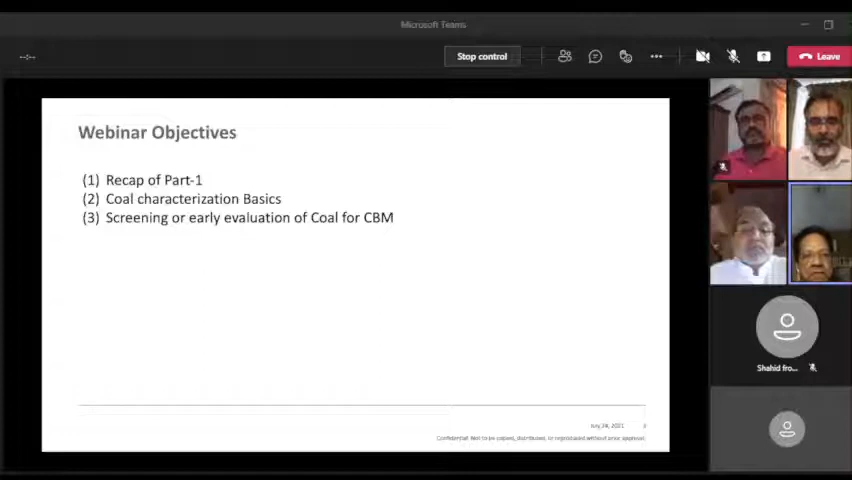 Microsoft Teams
Stop control
Leave
Webinar Objectives
(1) Recap of Part-1
(2) Coal characterization Basics
(3) Screening or early evaluation of Coal for CBM
Shahid fro...
July 24, 2021
Confidential: Not to be copied, distributed, or reproduced without prior approval.